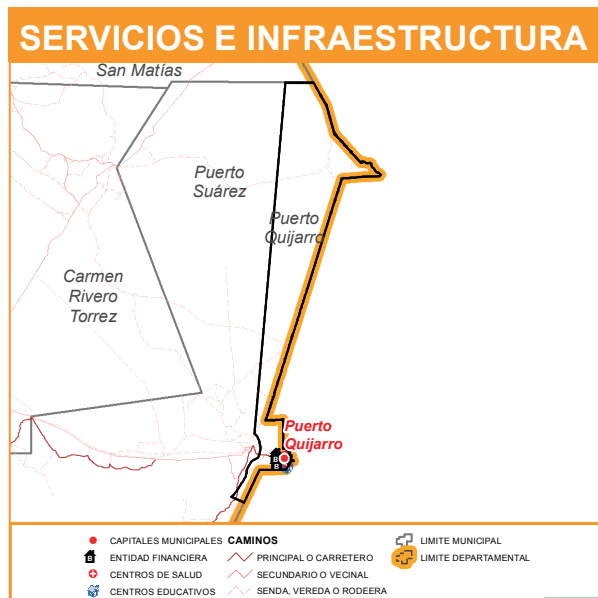 SERVICIOS E INFRAESTRUCTURA
San Matías
Puerto
Suárez
Puerto
Quijarro
Carmen
Rivero
Torrez
Puerto
Quijarro
B
B
CAPITALES MUNICIPALES
B ENTIDAD FINANCIERA
CENTROS DE SALUD
CENTROS EDUCATIVOS
CAMINOS
PRINCIPAL O CARRETERO
SECUNDARIO O VECINAL
SENDA, VEREDA O RODEERA
LIMITE MUNICIPAL
LIMITE DEPARTAMENTAL